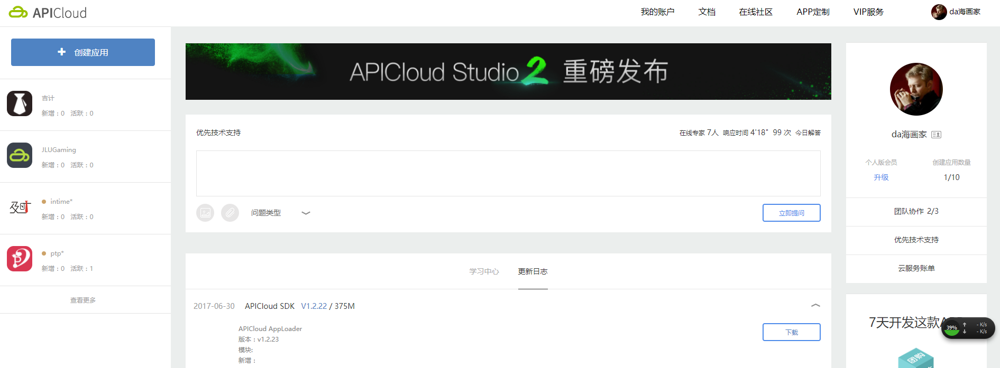 APICloud
我的账户 文档 在线社区 APP定制 VIP服务 da海画家
创建应用
吉计
新增：0 活跃：0
JLUGaming
新增：0 活跃：0
及时
intime*
新增：0 活跃：0
ptp*
新增：0 活跃：1
查看更多
APICloud Studio 2 重磅发布
优先技术支持
在线专家 7人 响应时间 4'18" 99 次 今日解答
问题类型
立即提问
学习中心 更新日志
2017-06-30 APICloud SDK V1.2.22 / 375M
APICloud AppLoader
版本：v1.2.23
模块:
新增：
下载
da海画家
个人版会员 创建应用数量
升级 1/10
团队协作 2/3
优先技术支持
云服务账单
7天开发这款APP
39%
- K/s
- K/s
团购